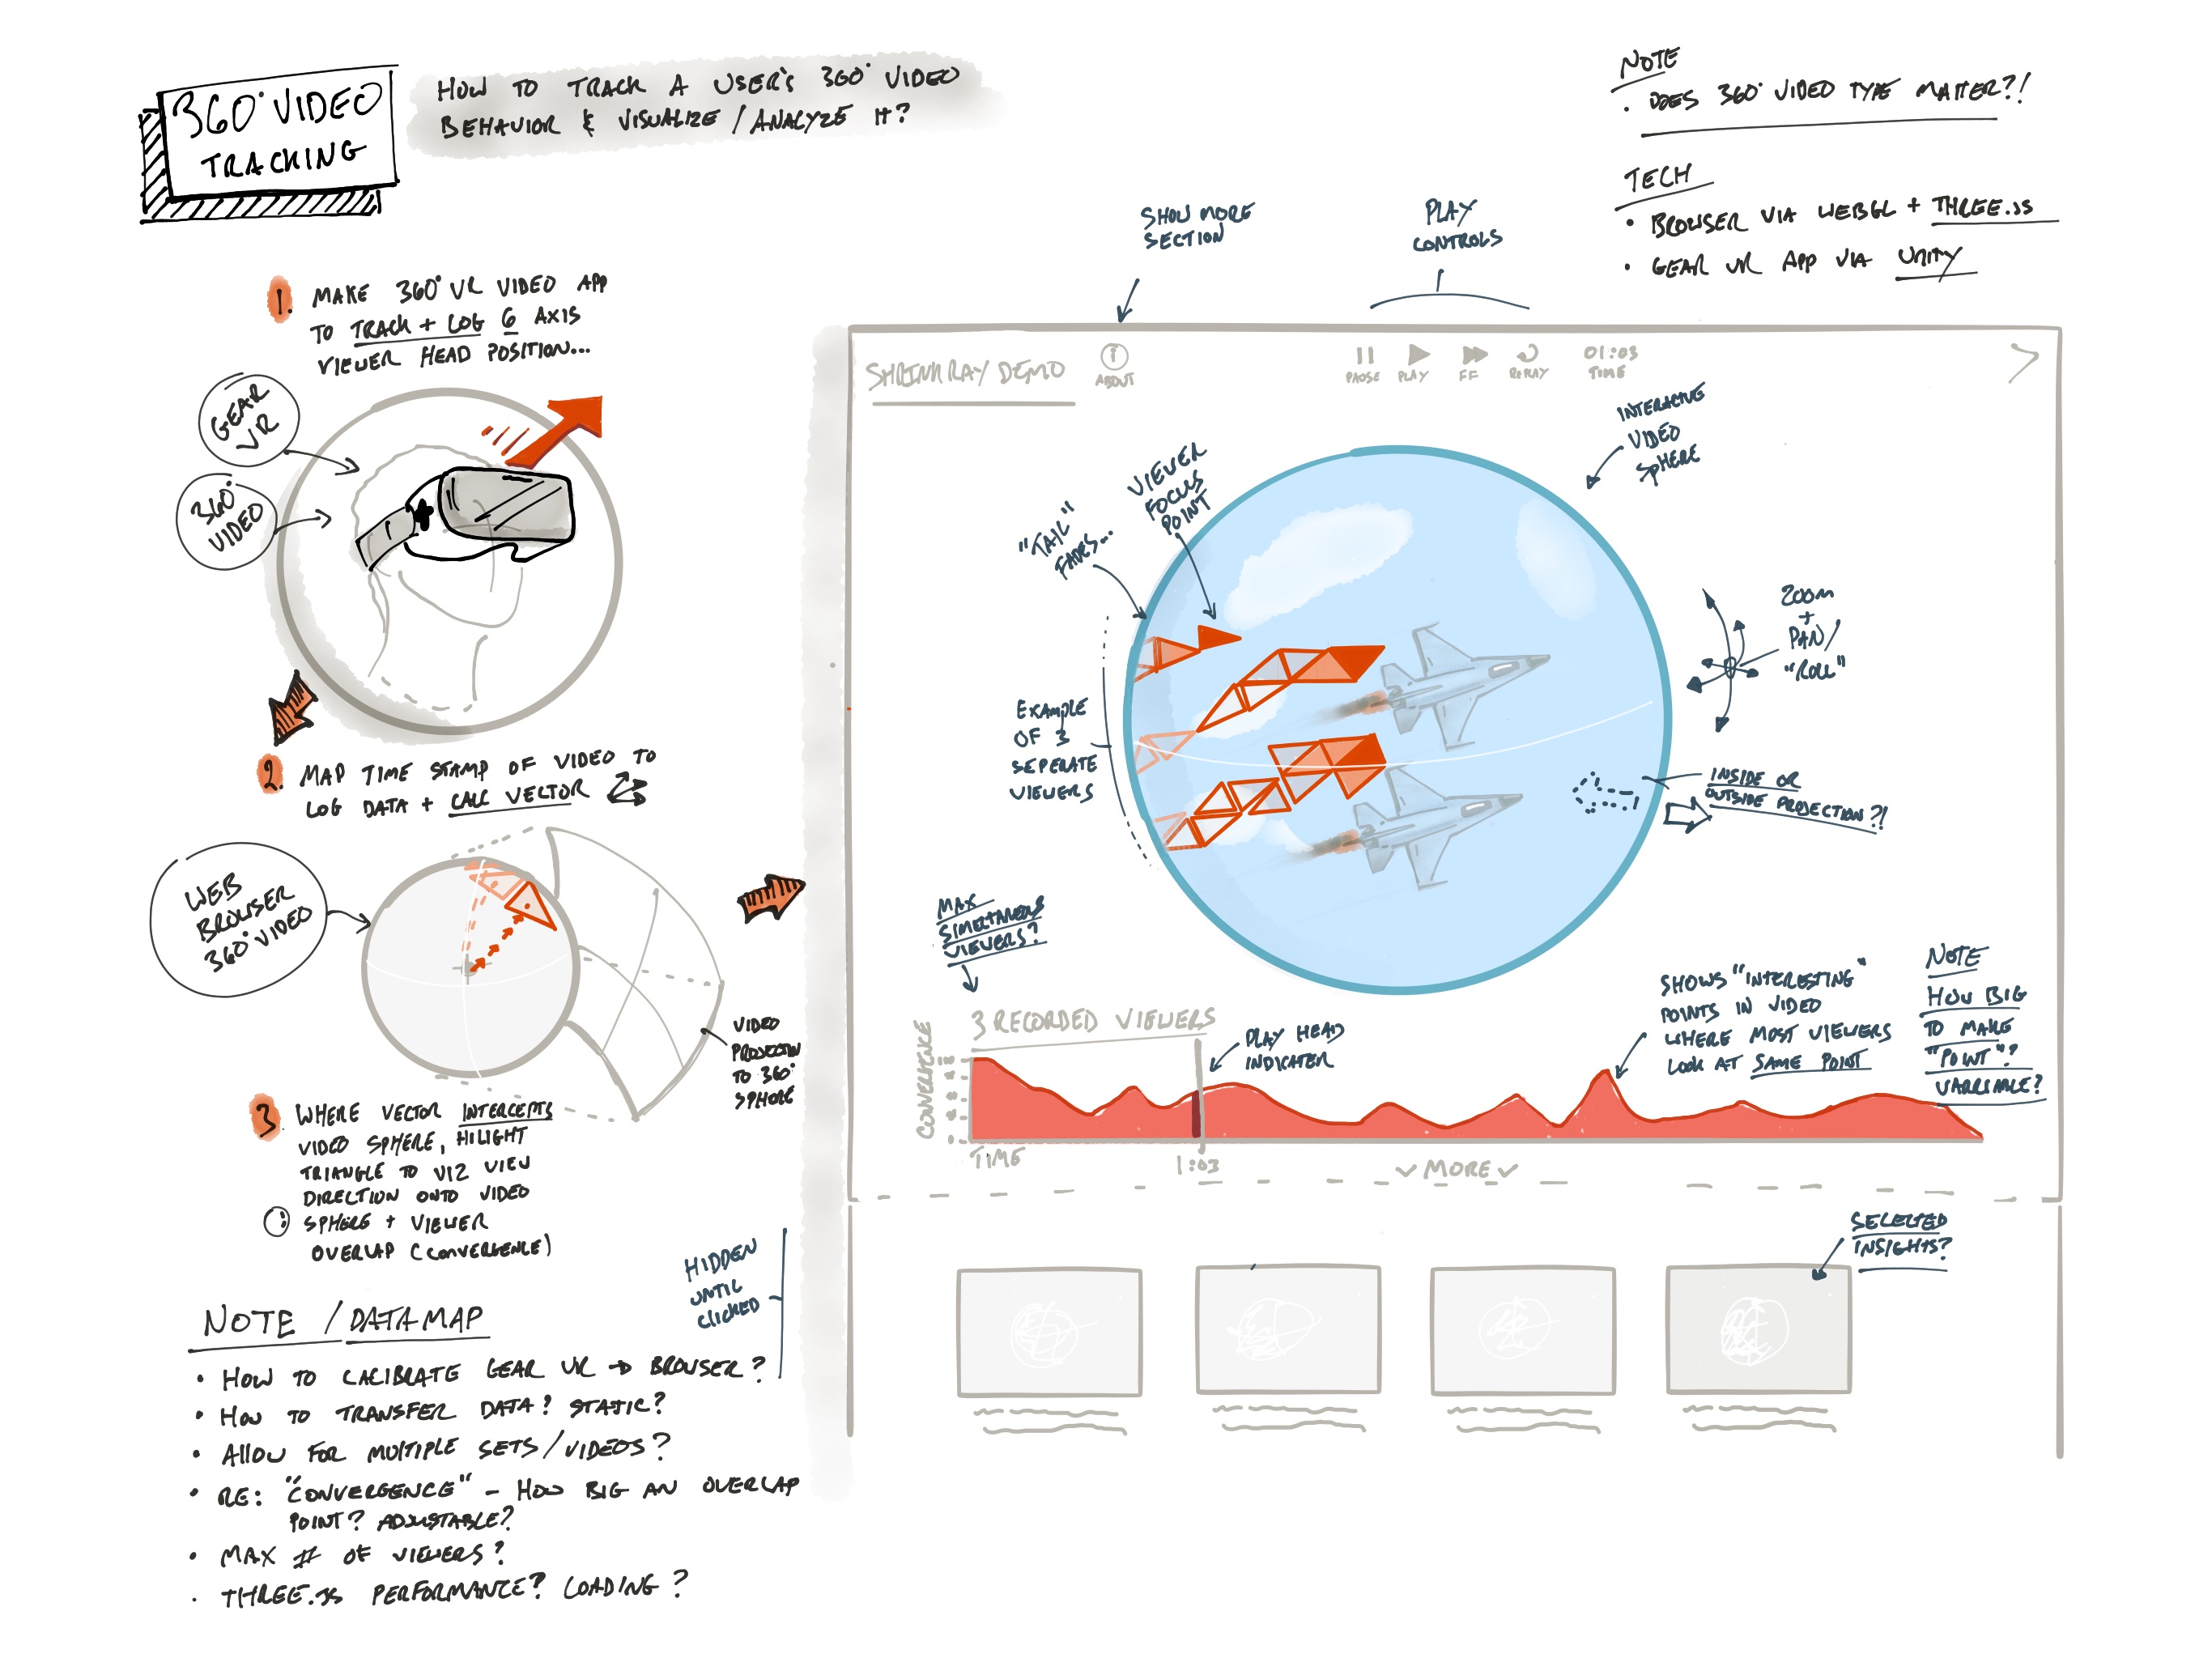 360° VIDEO
TRACKING
HOW TO TRACK A USER'S 360° VIDEO
BEHAVIOR & VISUALIZE / ANALYZE IT?
NOTE
• DOES 360° VIDEO TYPE MATTER?!
TECH
• BROWSER VIA WEBGL + THREE.JS
• GEAR VR APP VIA UNITY
1. MAKE 360° VR VIDEO APP
TO TRACK + LOG 6 AXIS
VIEWER HEAD POSITION...
GEAR
VR
360°
VIDEO
2. MAP TIME STAMP OF VIDEO TO
LOG DATA + CALC VECTOR
WEB
BROWSER
360° VIDEO
VIDEO
PROJECTION
TO 360°
SPHORE
3. WHERE VECTOR INTERCEPTS
VIDEO SPHERE, HILIGHT
TRIANGLE TO VIZ VIEW
DIRECTION ONTO VIDEO
SPHERE + VIEWER
OVERLAP (CONVERGENCE)
NOTE / DATAMAP
• HOW TO CACIBRATE GEAR VR → BROWSER?
• HOW TO TRANSFER DATA? STATIC?
• ALLOW FOR MULTIPLE SETS/VIDEOS?
• RE: "CONVERGENCE" - HOW BIG AN OVERLAP
POINT? ADJUSTABLE?
• MAX # OF VIEWERS?
• THREE.JS PERFORMANCE? LOADING?
SHOW MORE
SECTION
PLAY
CONTROLS
SHRINKRAY DEMO
i
ABOUT
PAUSE
PLAY
FF
REPLAY
01:03
TIME
INTERACTIVE
VIDEO
SPHERE
"TAIL"
FADES...
VIEWER
FOCUS
POINT
ZOOM
+
PAN/
"ROLL"
EXAMPLE
OF 3
SEPERATE
VIEWERS
INSIDE OR
OUTSIDE PROJECTION?!
MAX
SIMULTANEOUS
VIEWERS?
3 RECORDED VIEWERS
CONVERGENCE
PLAY HEAD
INDICATER
SHOWS "INTERESTING"
POINTS IN VIDEO
WHERE MOST VIEWERS
LOOK AT SAME POINT
NOTE
HOW BIG
TO MAKE
"POINT"?
VARRIABLE?
TIME
1:03
MORE
HIDDEN
UNTIL
CLICKED
SELECTED
INSIGHTS?